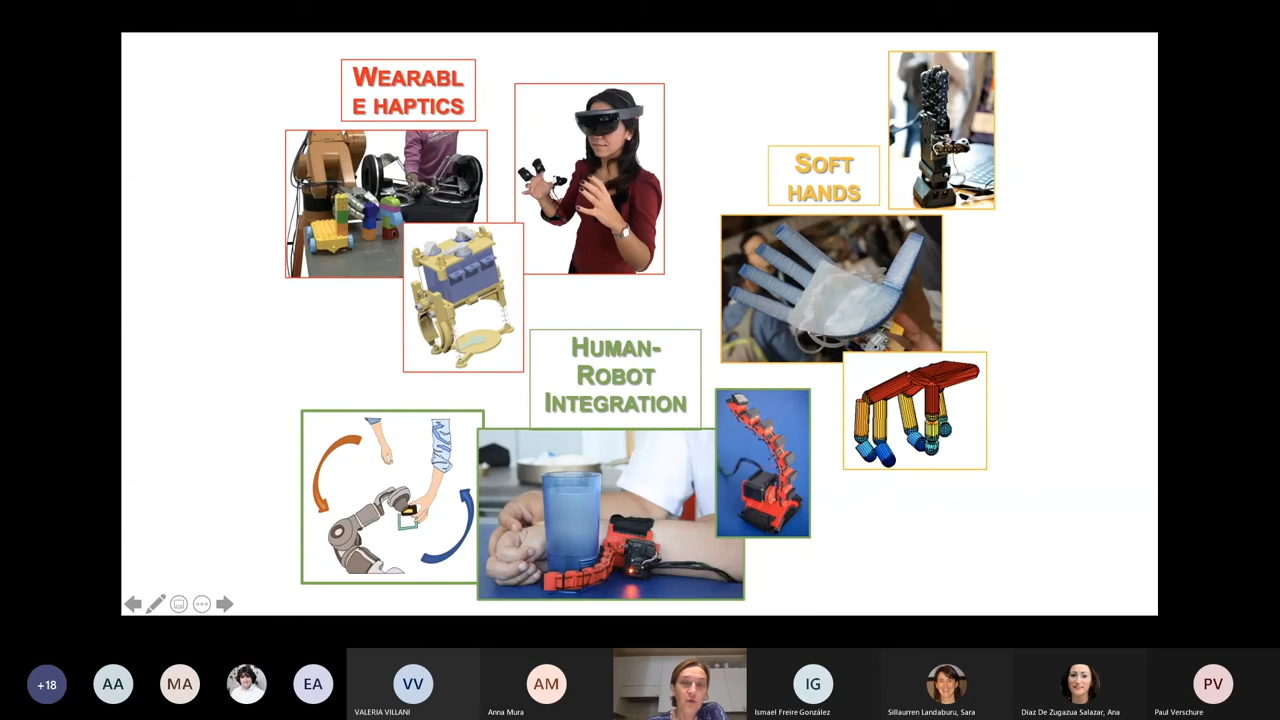 WEARABL
E HAPTICS
SOFT
HANDS
HUMAN-
ROBOT
INTEGRATION
+18
AA
MA
EA
VV
AM
IG
PV
VALERIA VILLANI
Anna Mura
Ismael Freire González
Sillaurren Landaburu, Sara
Díaz De Zugazua Salazar, Ana
Paul Verschure